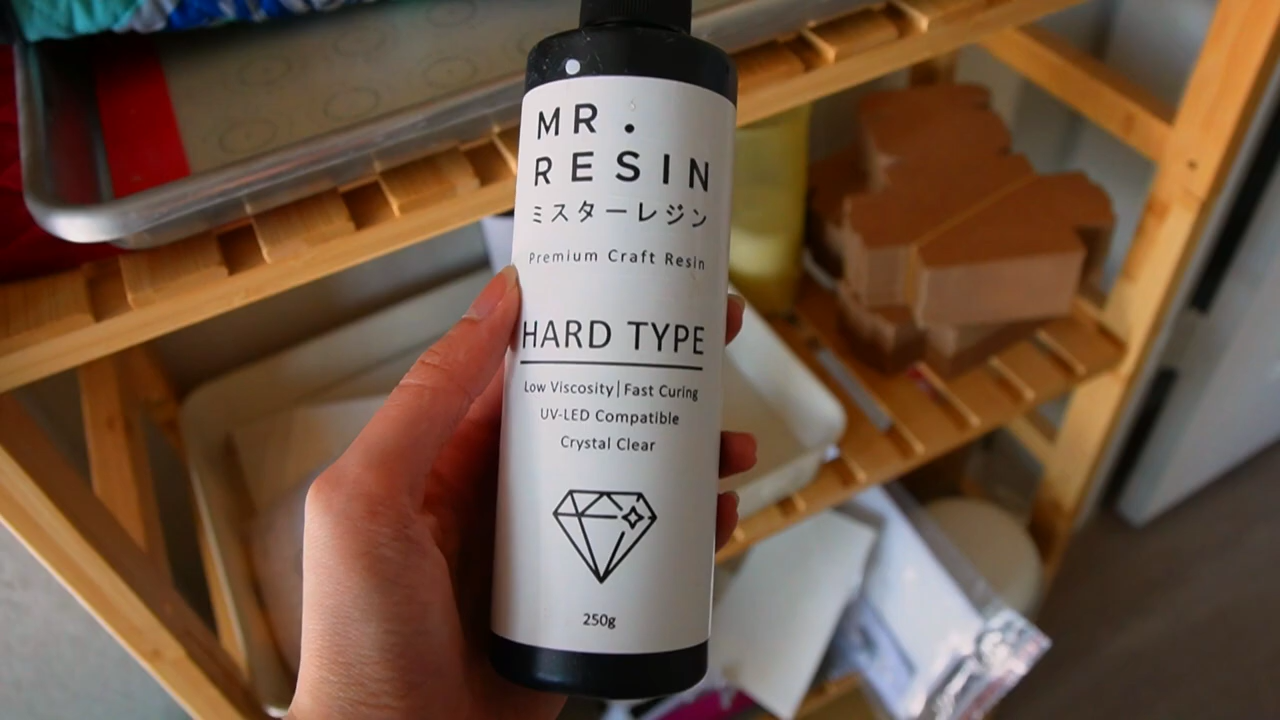 MR.
RESIN
ミスターレジン
Premium Craft Resin
HARD TYPE
Low Viscosity|Fast Curing
UV-LED Compatible
Crystal Clear
250g